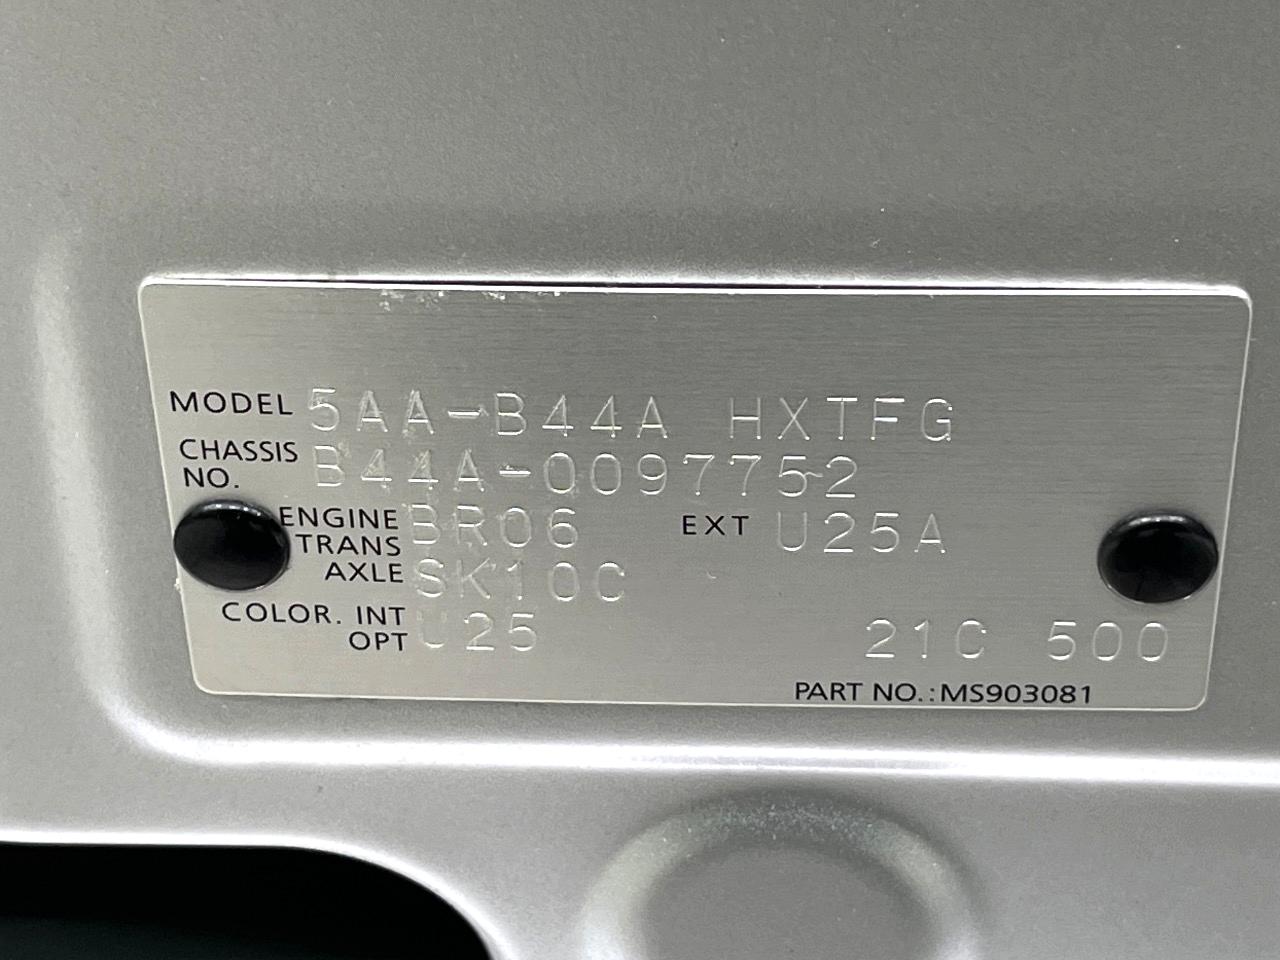 MODEL 5AA-B44A HXTFG
CHASSIS NO. B44A-0097752
ENGINE BR06 EXT U25A
TRANS AXLE SK10C
COLOR. INT OPT U25 21C 500
PART NO.:MS903081